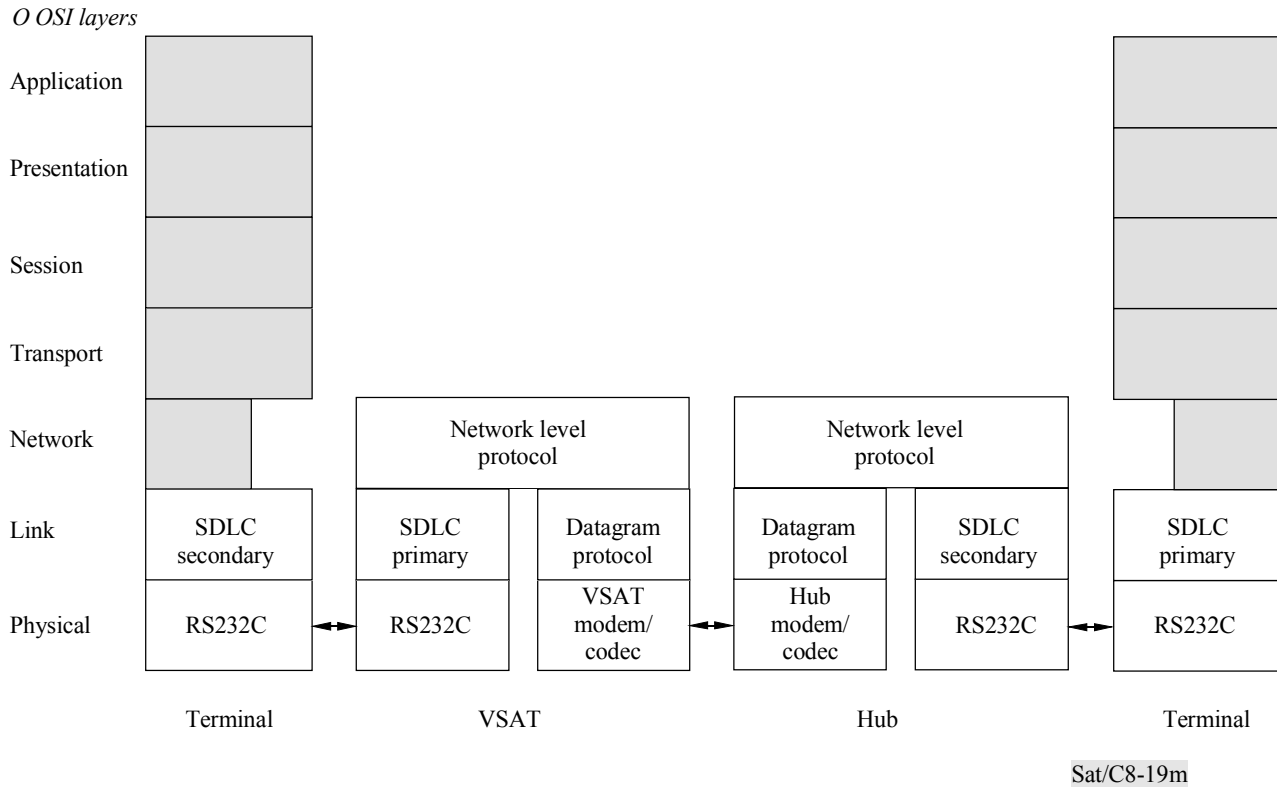 O OSI layers
Application
Presentation
Session
Transport
Network
Network level
protocol
Network level
protocol
Link
SDLC
secondary
SDLC
primary
Datagram
protocol
Datagram
protocol
SDLC
secondary
SDLC
primary
Physical
RS232C
RS232C
VSAT
modem/
codec
Hub
modem/
codec
RS232C
RS232C
Terminal
VSAT
Hub
Terminal
Sat/C8-19m